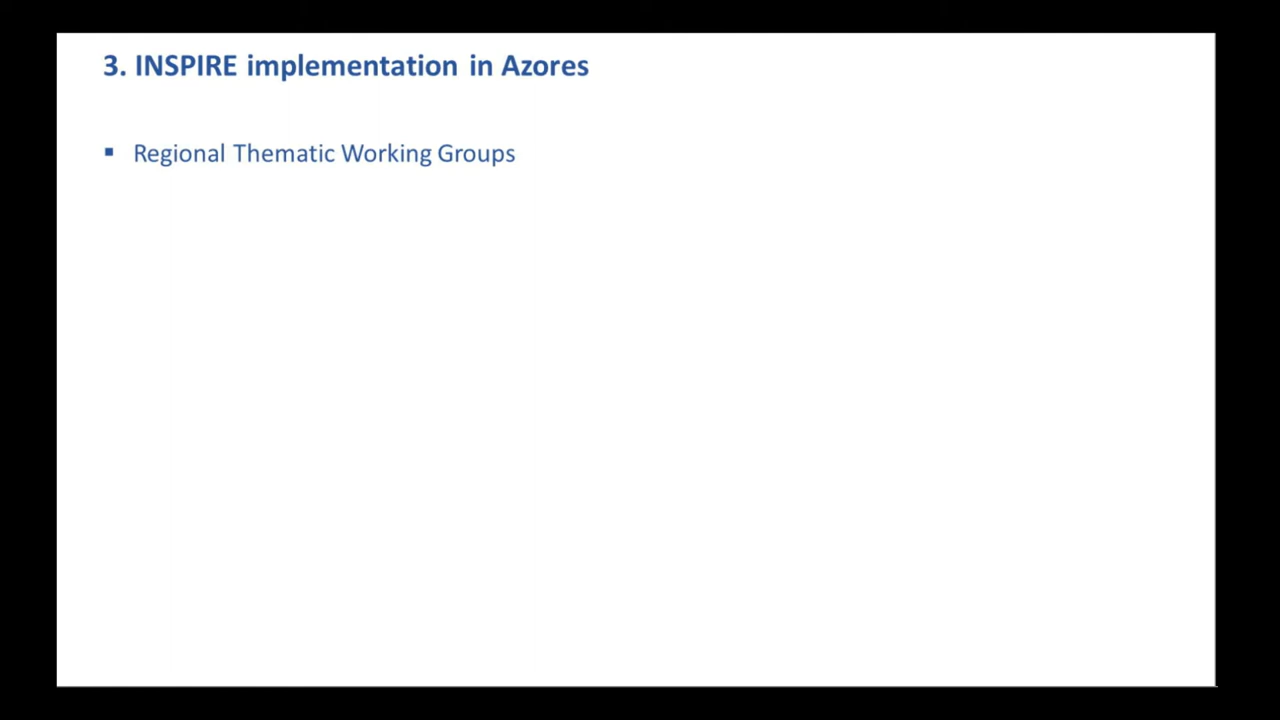 3. INSPIRE implementation in Azores
▪ Regional Thematic Working Groups